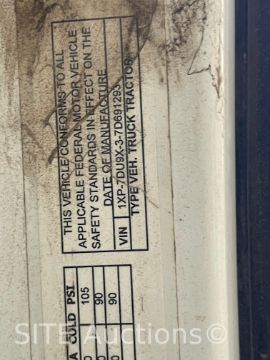 THIS VEHICLE CONFORMS TO ALL
APPLICABLE FEDERAL MOTOR VEHICLE
SAFETY STANDARDS IN EFFECT ON THE
DATE OF MANUFACTURE
VIN 1XP-7DU9X-3-7D691293
TYPE VEH. TRUCK TRACTOR
A COLD PSI
105
90
90
SITE Auctions